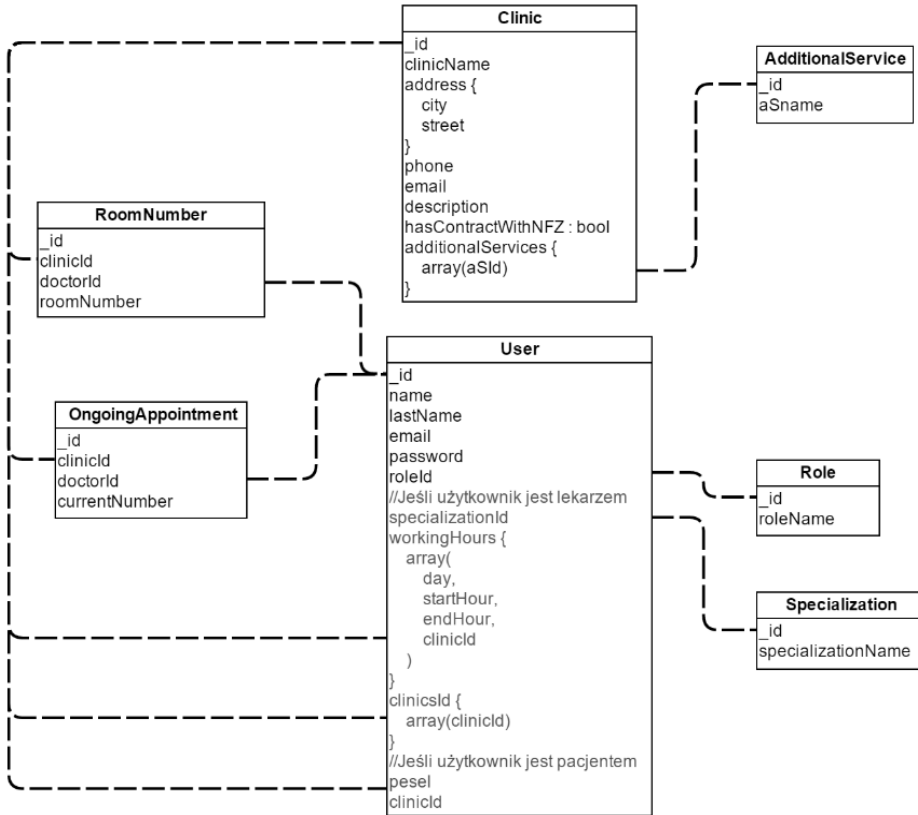 Clinic
_id
clinicName
address {
city
street
}
phone
email
description
hasContractWithNFZ : bool
additionalServices {
array(aSId)
}
AdditionalService
_id
aSname
RoomNumber
_id
clinicId
doctorId
roomNumber
OngoingAppointment
_id
clinicId
doctorId
currentNumber
User
_id
name
lastName
email
password
roleId
//Jeśli użytkownik jest lekarzem
specializationId
workingHours {
array(
day,
startHour,
endHour,
clinicId
)
}
clinicsId {
array(clinicId)
}
//Jeśli użytkownik jest pacjentem
pesel
clinicId
Role
_id
roleName
Specialization
_id
specializationName